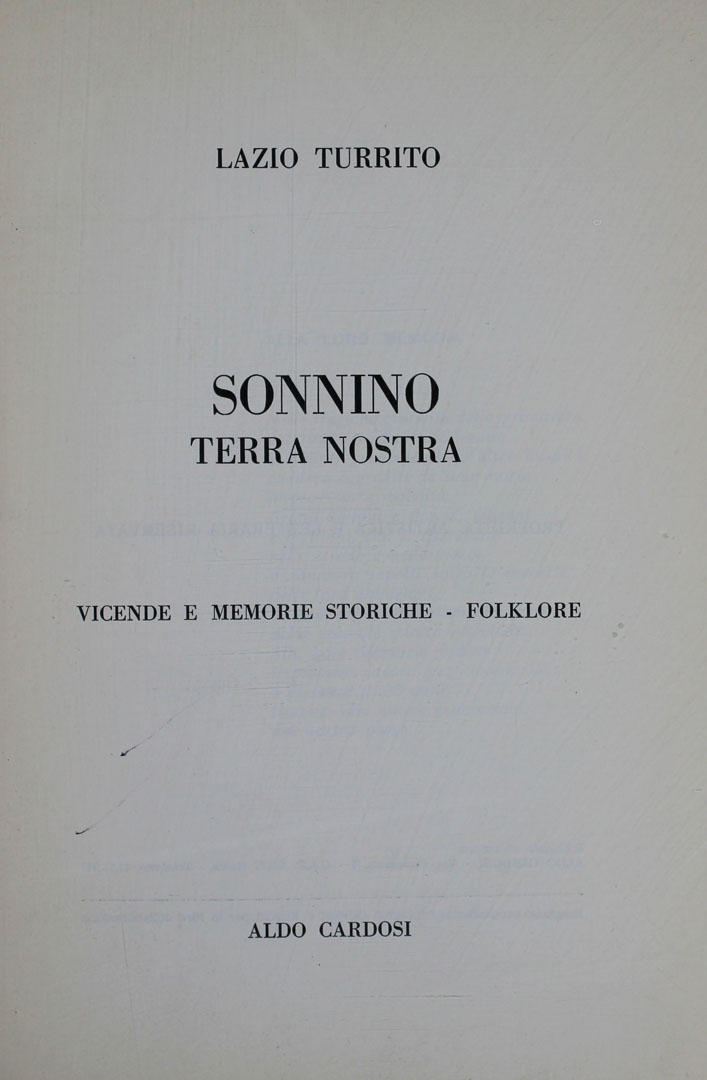 LAZIO TURRITO
SONNINO
TERRA NOSTRA
VICENDE E MEMORIE STORICHE - FOLKLORE
ALDO CARDOSI